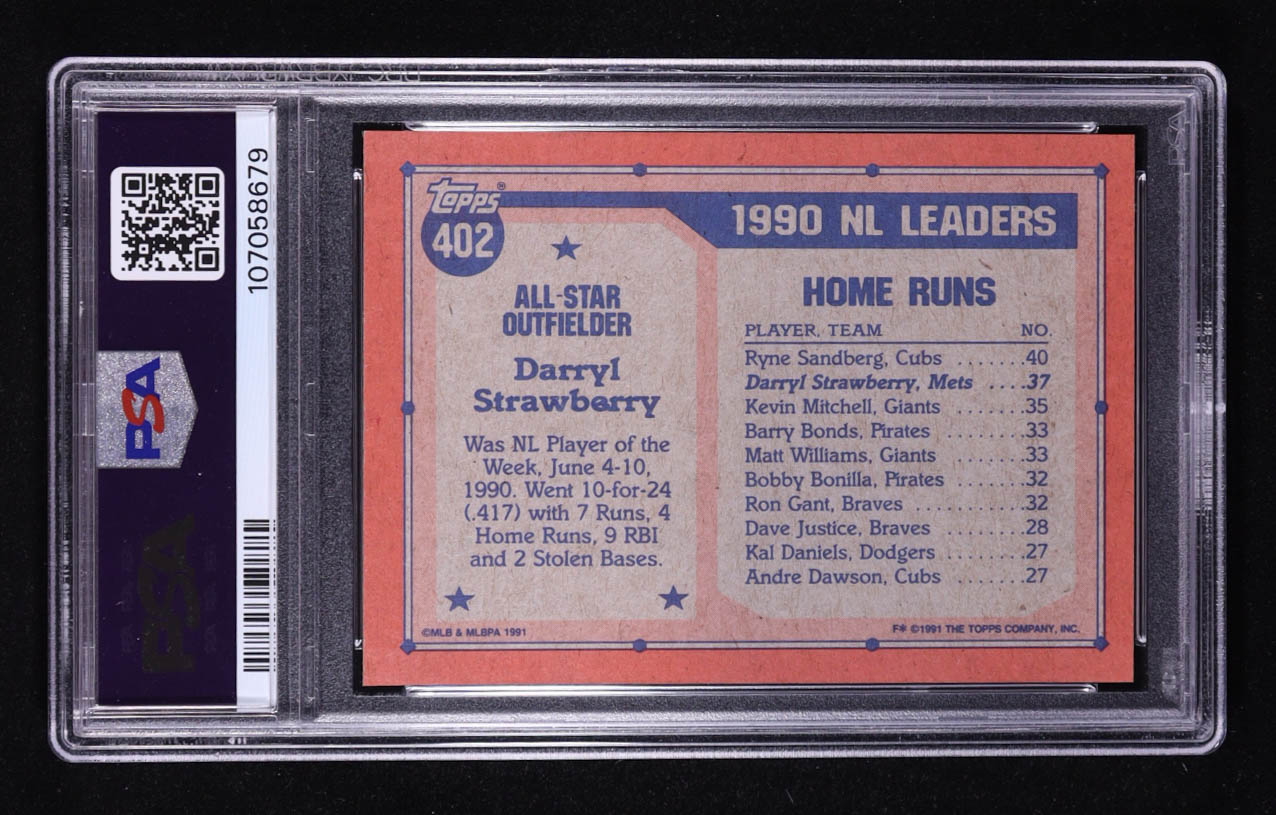 107058679
PSA
PSA
PSA
Topps®
402
ALL-STAR
OUTFIELDER
Darryl
Strawberry
Was NL Player of the
Week, June 4-10,
1990. Went 10-for-24
(.417) with 7 Runs, 4
Home Runs, 9 RBI
and 2 Stolen Bases.
©MLB & MLBPA 1991
1990 NL LEADERS
HOME RUNS
PLAYER, TEAM NO.
Ryne Sandberg, Cubs .......40
Darryl Strawberry, Mets ....37
Kevin Mitchell, Giants .......35
Barry Bonds, Pirates .......33
Matt Williams, Giants .......33
Bobby Bonilla, Pirates .......32
Ron Gant, Braves ..........32
Dave Justice, Braves .......28
Kal Daniels, Dodgers .......27
Andre Dawson, Cubs .......27
F* ©1991 THE TOPPS COMPANY, INC.